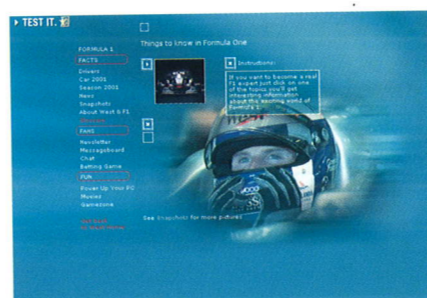 TEST IT.
FORMULA 1
FACTS
Drivers
Car 2001
Season 2001
News
Snapshots
About West & F1
FANS
Newsletter
Messageboard
Chat
Betting Game
FUN
Power Up Your PC
Movies
Gamezone
Things to know in Formula One
Instructions:
If you want to become a real
F1 expert just click on one
of the topics you'll get
interesting information
about the exciting world of
Formula 1.
See Snapshots for more pictures